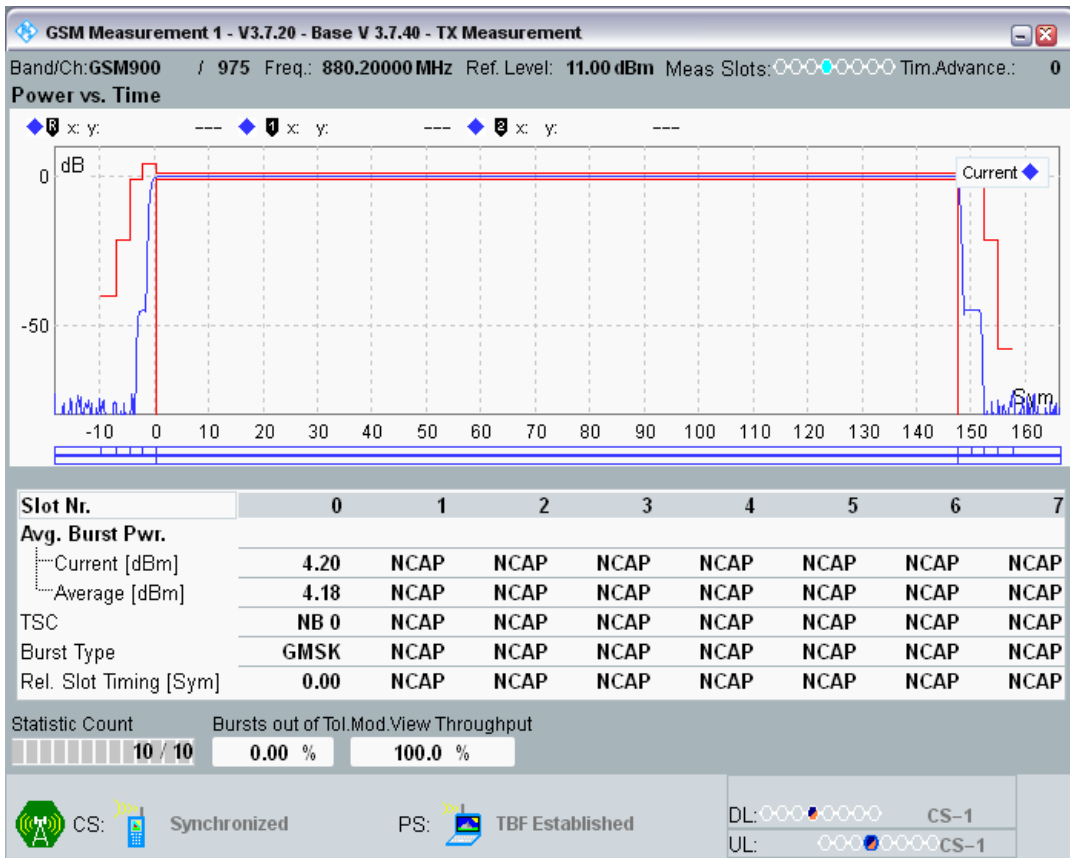 GSM Measurement 1 - V3.7.20 - Base V 3.7.40 - TX Measurement
Band/Ch:GSM900 / 975 Freq.: 880.20000 MHz Ref. Level: 11.00 dBm Meas Slots: Tim.Advance.: 0
Power vs. Time
R x: y: --- 1 x: y: --- 2 x: y: ---
dB
Current
0
-50
Sym
-10 0 10 20 30 40 50 60 70 80 90 100 110 120 130 140 150 160
Slot Nr. 0 1 2 3 4 5 6 7
Avg. Burst Pwr.
Current [dBm] 4.20 NCAP NCAP NCAP NCAP NCAP NCAP NCAP
Average [dBm] 4.18 NCAP NCAP NCAP NCAP NCAP NCAP NCAP
TSC NB 0 NCAP NCAP NCAP NCAP NCAP NCAP NCAP
Burst Type GMSK NCAP NCAP NCAP NCAP NCAP NCAP NCAP
Rel. Slot Timing [Sym] 0.00 NCAP NCAP NCAP NCAP NCAP NCAP NCAP
Statistic Count Bursts out of Tol.Mod.View Throughput
10 / 10 0.00 % 100.0 %
CS: Synchronized PS: TBF Established
DL: CS-1
UL: CS-1